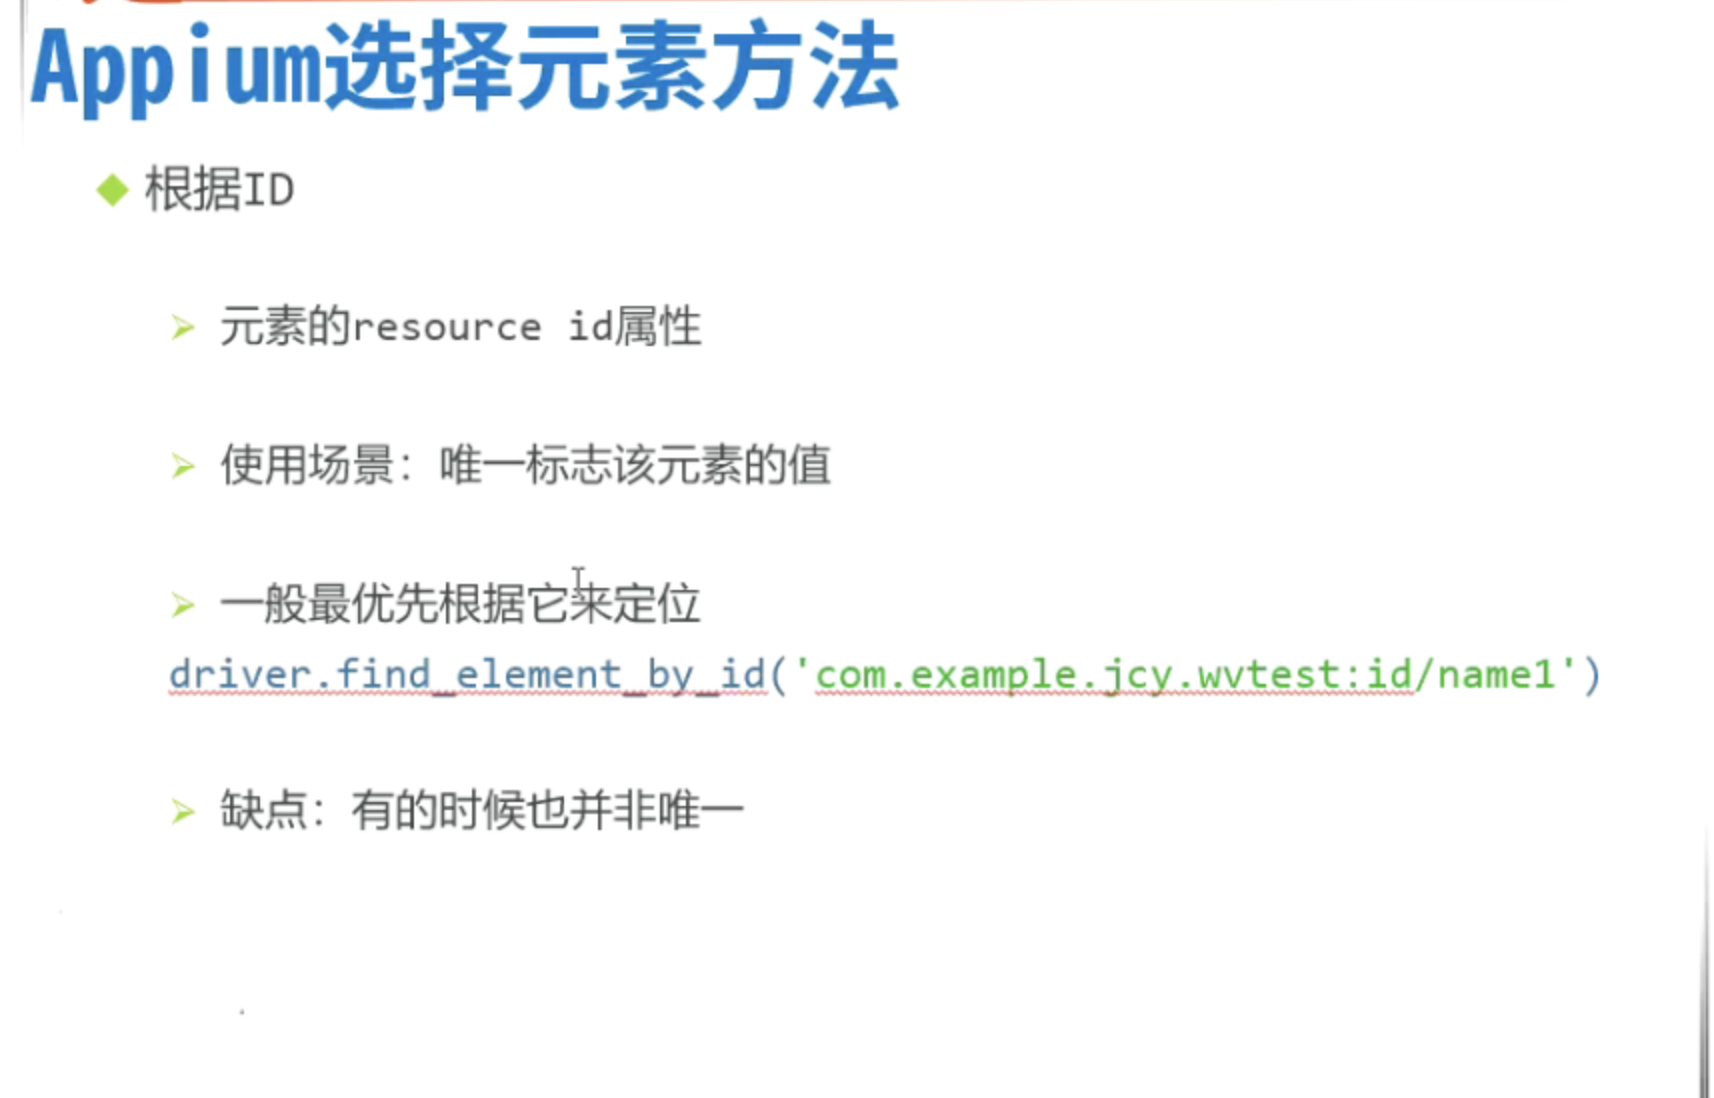 Appium选择元素方法
根据ID
元素的resource id属性
使用场景：唯一标志该元素的值
一般最优先根据它来定位
driver.find_element_by_id('com.example.jcy.wvtest:id/name1')
缺点：有的时候也并非唯一